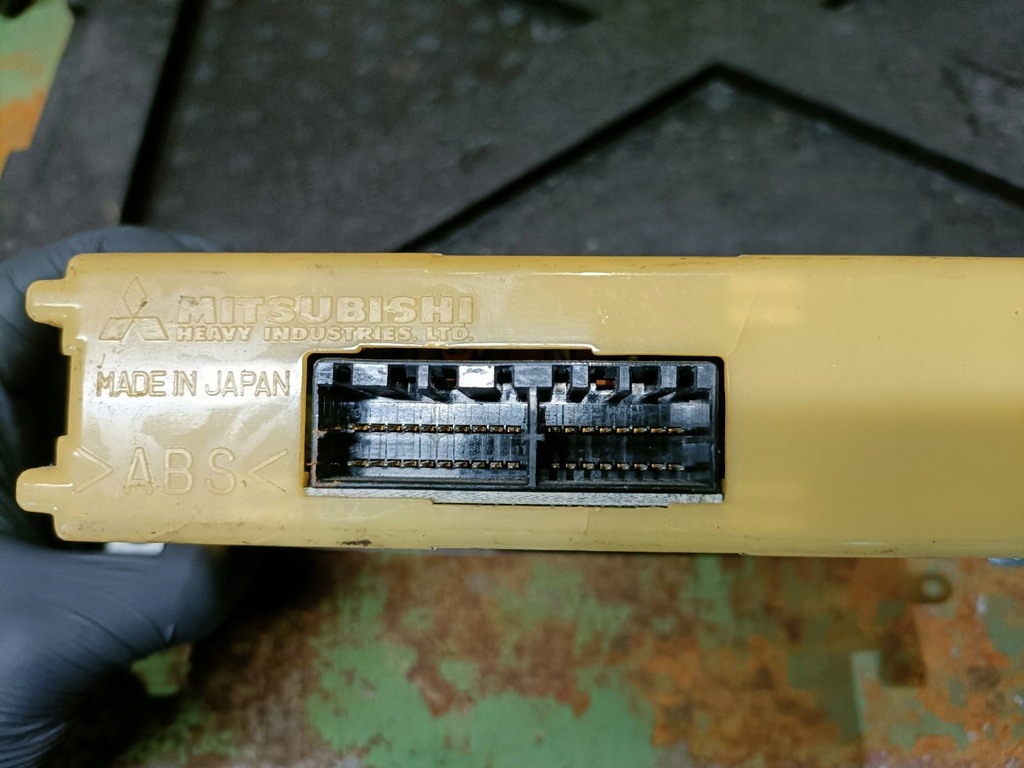 MITSUBISHI
HEAVY INDUSTRIES, LTD.
MADE IN JAPAN
>ABS<